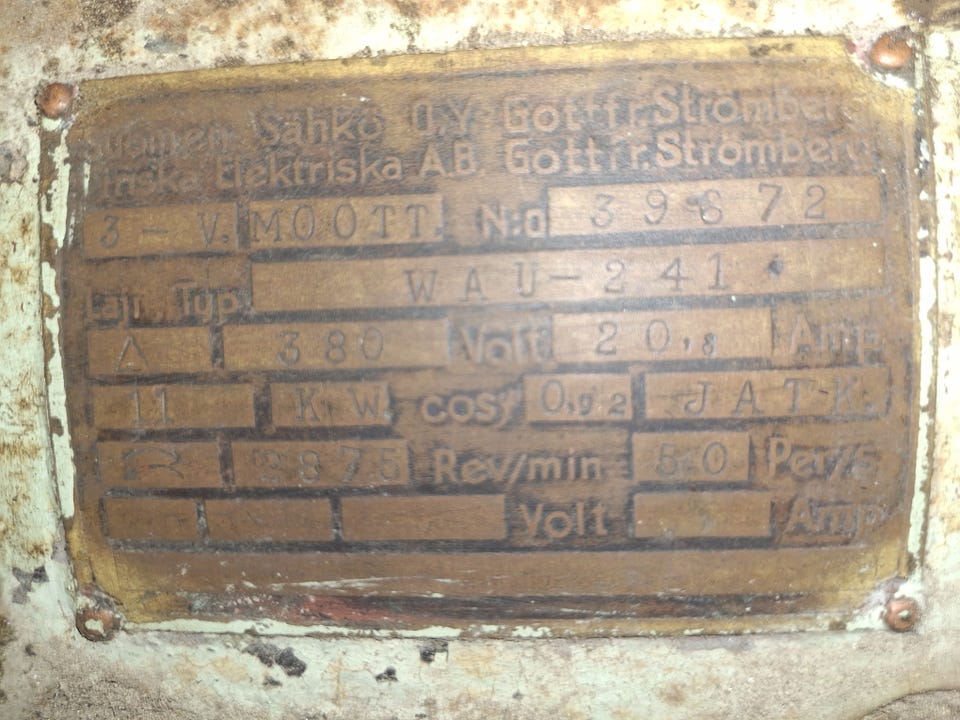 Suomen Sähkö O.Y. Gottfr. Strömberg
Finska Elektriska A.B. Gottfr. Strömberg
3 - V. MOOTT. N:o 39672
Laji, Typ. WAU-241
△ 380 Volt 20,8 Amp
11 KW. cosφ 0,92 JATK.
2875 Rev/min 50 Per/s
Volt Amp